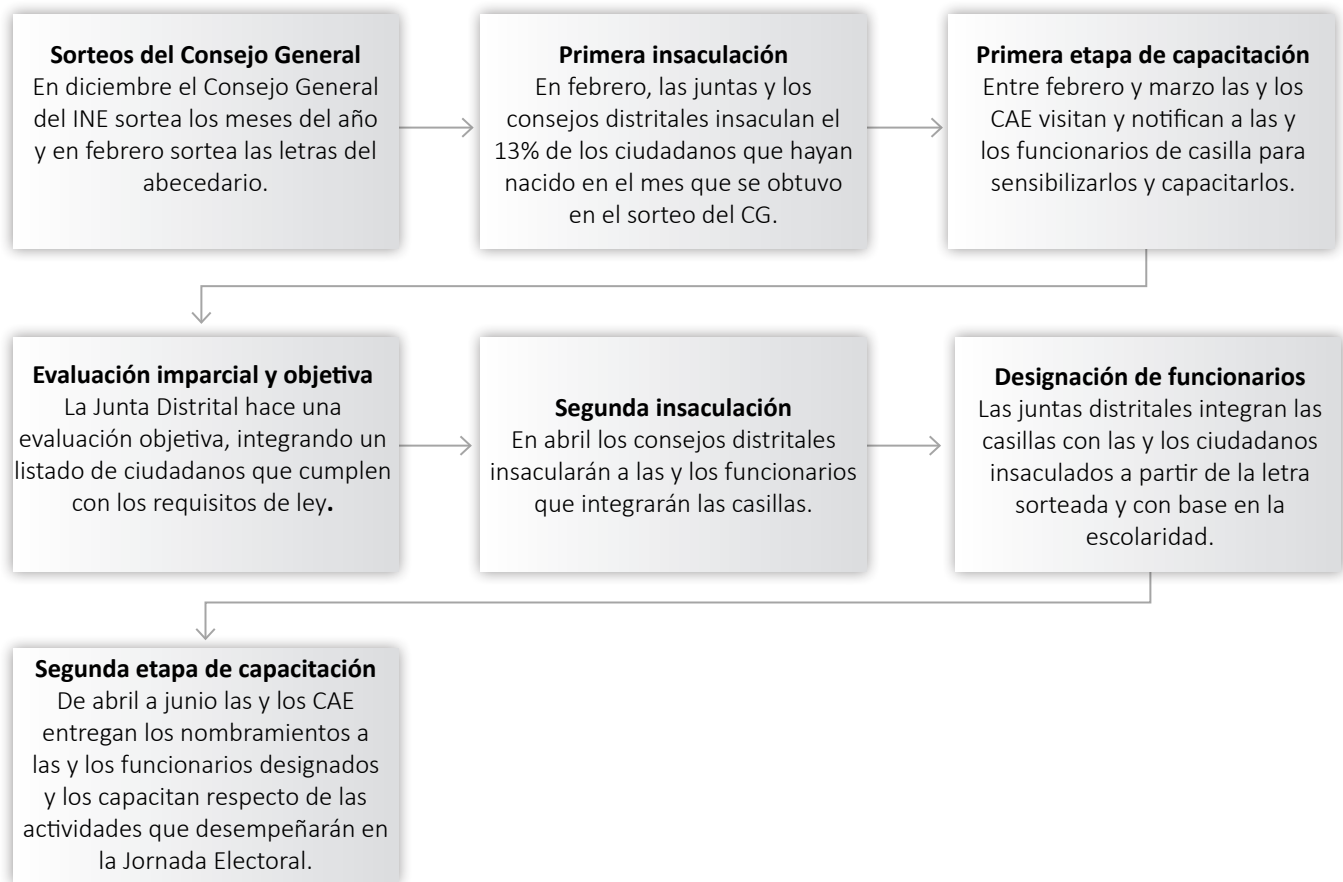 Sorteos del Consejo General
En diciembre el Consejo General
del INE sortea los meses del año
y en febrero sortea las letras del
abecedario.
Primera insaculación
En febrero, las juntas y los
consejos distritales insaculan el
13% de los ciudadanos que hayan
nacido en el mes que se obtuvo
en el sorteo del CG.
Primera etapa de capacitación
Entre febrero y marzo las y los
CAE visitan y notifican a las y
los funcionarios de casilla para
sensibilizarlos y capacitarlos.
Evaluación imparcial y objetiva
La Junta Distrital hace una
evaluación objetiva, integrando un
listado de ciudadanos que cumplen
con los requisitos de ley.
Segunda insaculación
En abril los consejos distritales
insacularán a las y los funcionarios
que integrarán las casillas.
Designación de funcionarios
Las juntas distritales integran las
casillas con las y los ciudadanos
insaculados a partir de la letra
sorteada y con base en la
escolaridad.
Segunda etapa de capacitación
De abril a junio las y los CAE
entregan los nombramientos a
las y los funcionarios designados
y los capacitan respecto de las
actividades que desempeñarán en
la Jornada Electoral.